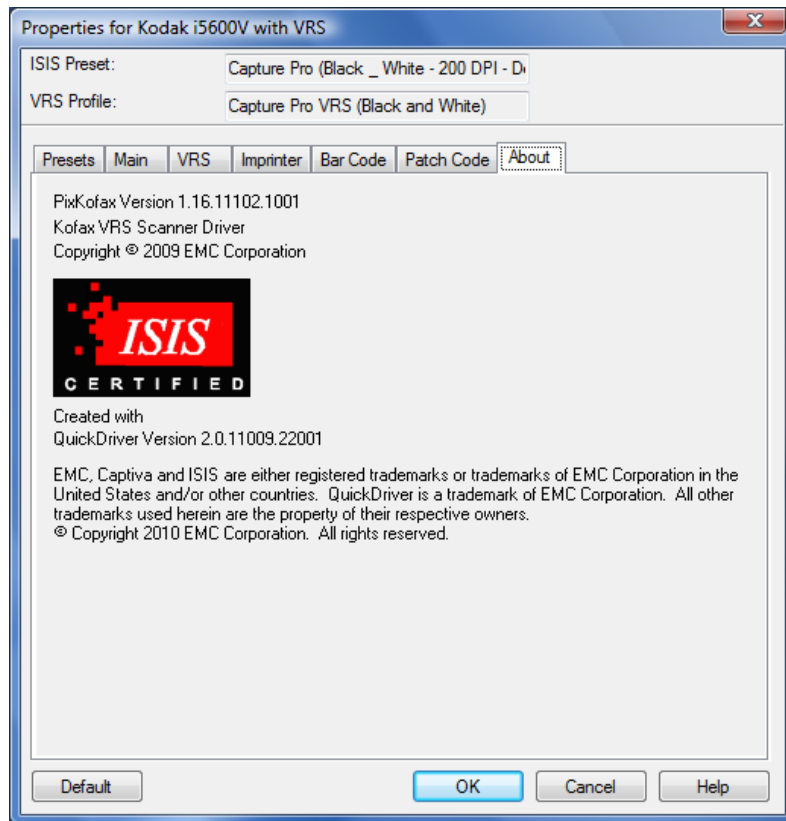 Properties for Kodak i5600V with VRS
ISIS Preset:
Capture Pro (Black _ White - 200 DPI -
VRS Profile:
Capture Pro VRS (Black and White)
Presets Main VRS Imprinter Bar Code Patch Code About
PixKofax Version 1.16.11102.1001
Kofax VRS Scanner Driver
Copyright © 2009 EMC Corporation
ISIS
CERTIFIED
Created with
QuickDriver Version 2.0.11009.22001
EMC, Captiva and ISIS are either registered trademarks or trademarks of EMC Corporation in the
United States and/or other countries. QuickDriver is a trademark of EMC Corporation. All other
trademarks used herein are the property of their respective owners.
© Copyright 2010 EMC Corporation. All rights reserved.
Default OK Cancel Help